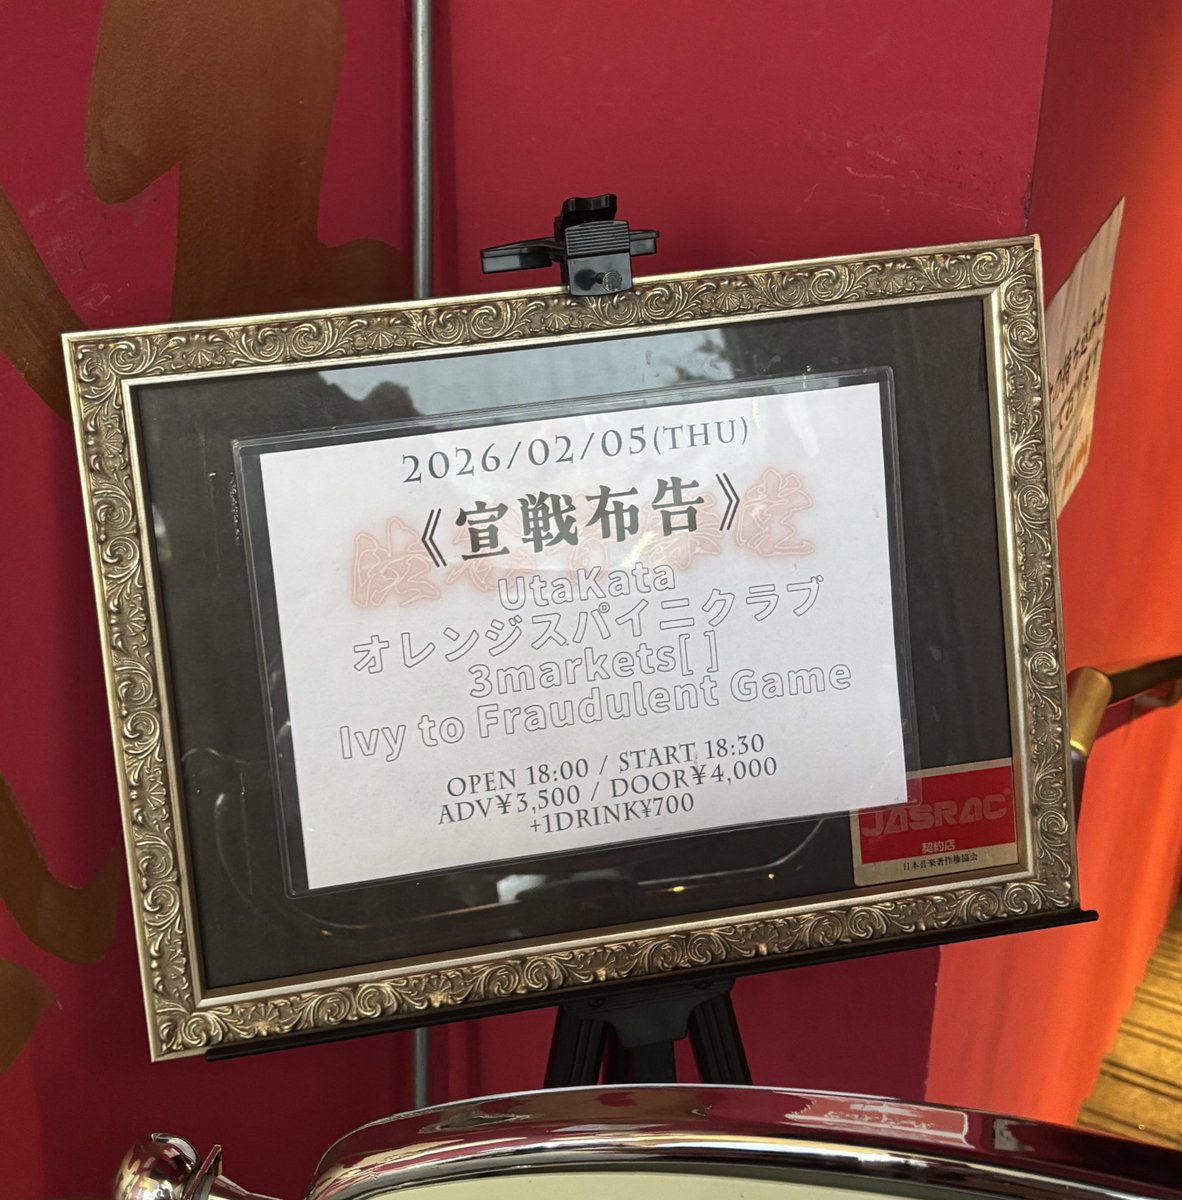 2026/02/05(THU)
《宣戦布告》
UtaKata
オレンジスパイニクラブ
3markets[ ]
Ivy to Fraudulent Game
OPEN 18:00 / START 18:30
ADV¥3,500 / DOOR¥4,000
+1DRINK¥700
JASRAC
契約店
日本音楽著作権協会